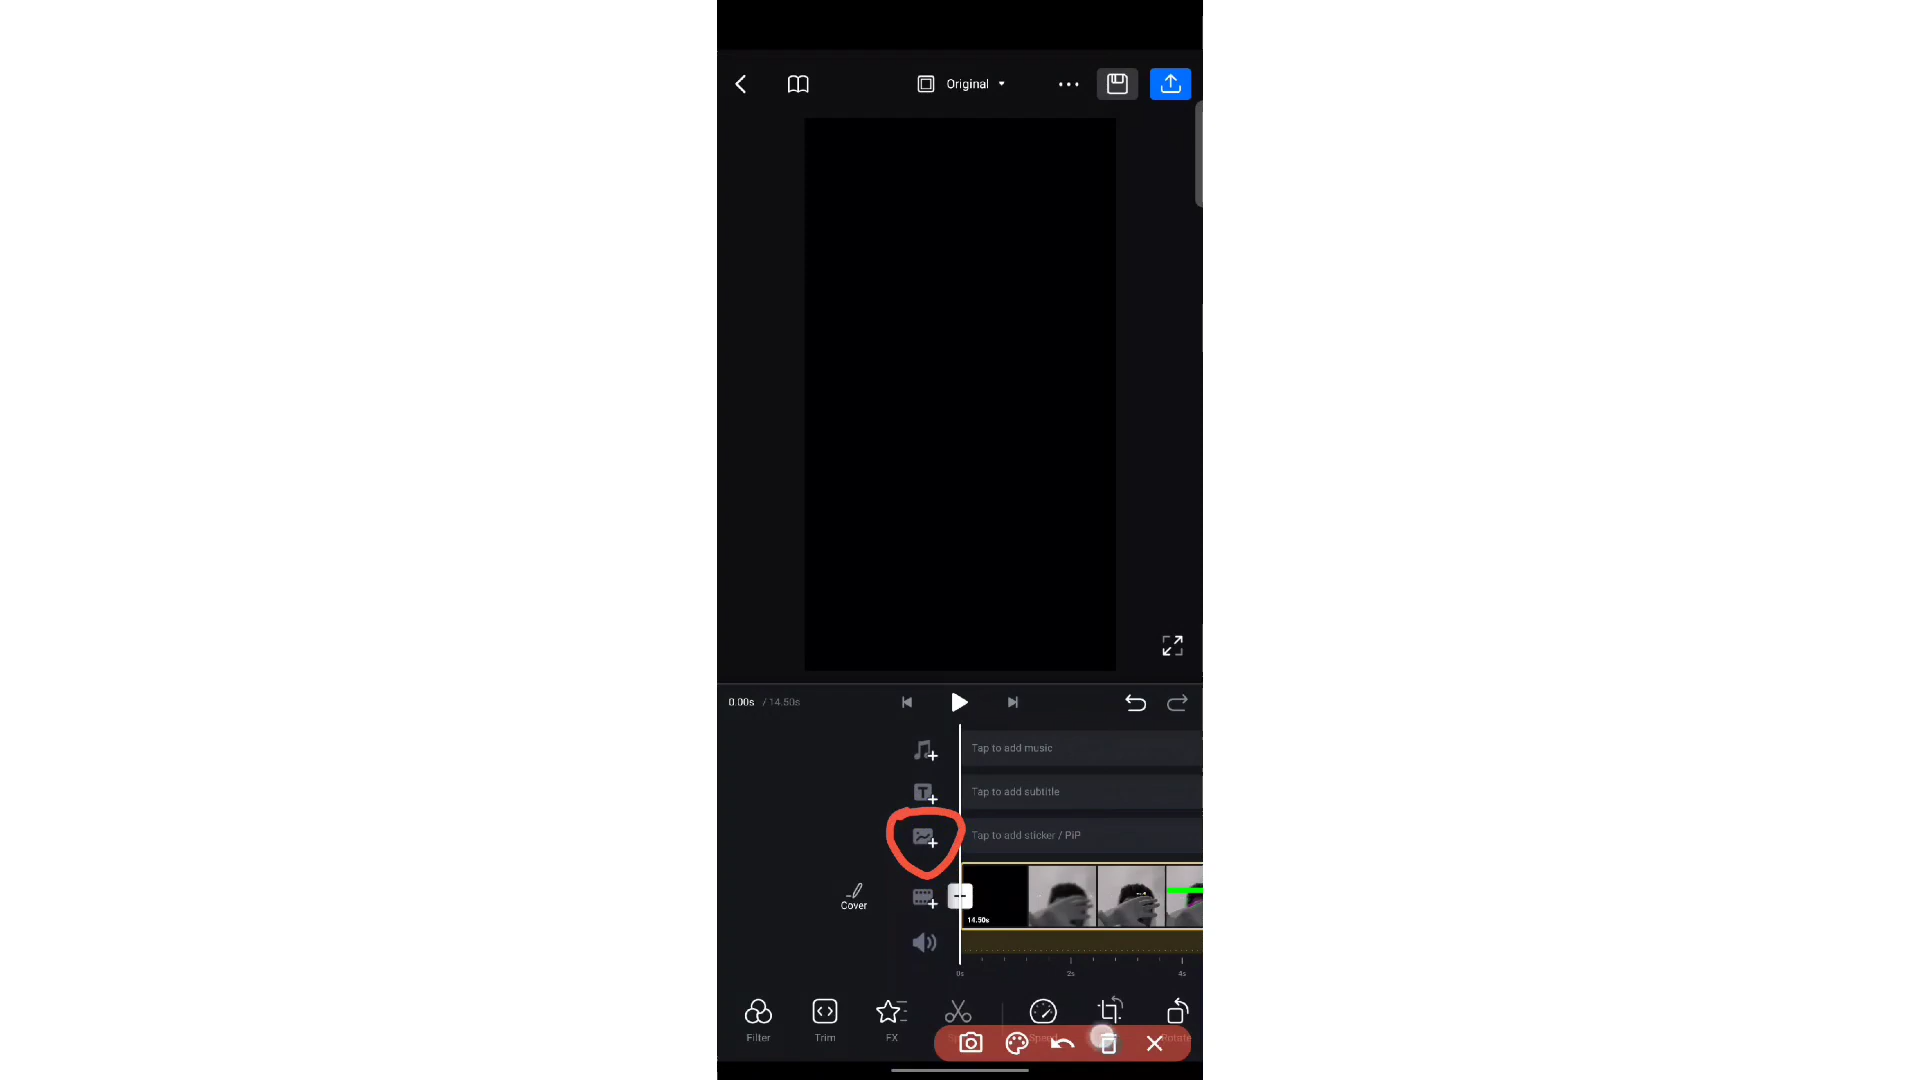 Original
0.00s / 14.50s
Tap to add music
Tap to add subtitle
Tap to add sticker / PiP
Cover
14.50s
0s 2s 4s
Filter Trim FX Speed Rotate